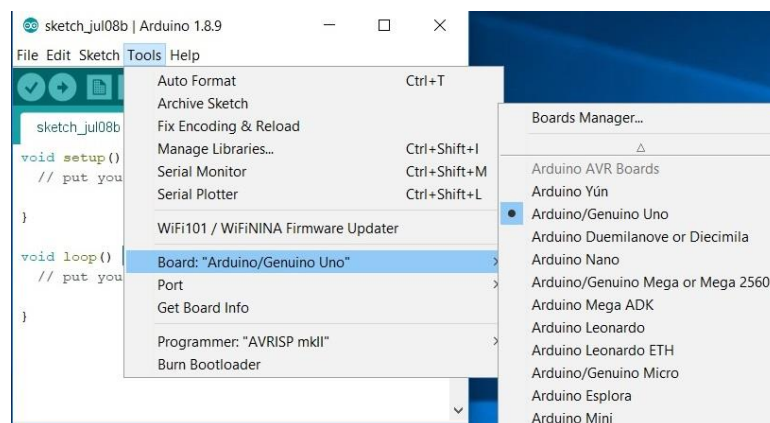 sketch_jul08b | Arduino 1.8.9
File Edit Sketch Tools Help
sketch_jul08b
void setup()
// put you
}
void loop()
// put you
}
Auto Format Ctrl+T
Archive Sketch
Fix Encoding & Reload
Manage Libraries... Ctrl+Shift+I
Serial Monitor Ctrl+Shift+M
Serial Plotter Ctrl+Shift+L
WiFi101 / WiFiNINA Firmware Updater
Board: "Arduino/Genuino Uno"
Port
Get Board Info
Programmer: "AVRISP mkII"
Burn Bootloader
Boards Manager...
Arduino AVR Boards
Arduino Yún
Arduino/Genuino Uno
Arduino Duemilanove or Diecimila
Arduino Nano
Arduino/Genuino Mega or Mega 2560
Arduino Mega ADK
Arduino Leonardo
Arduino Leonardo ETH
Arduino/Genuino Micro
Arduino Esplora
Arduino Mini